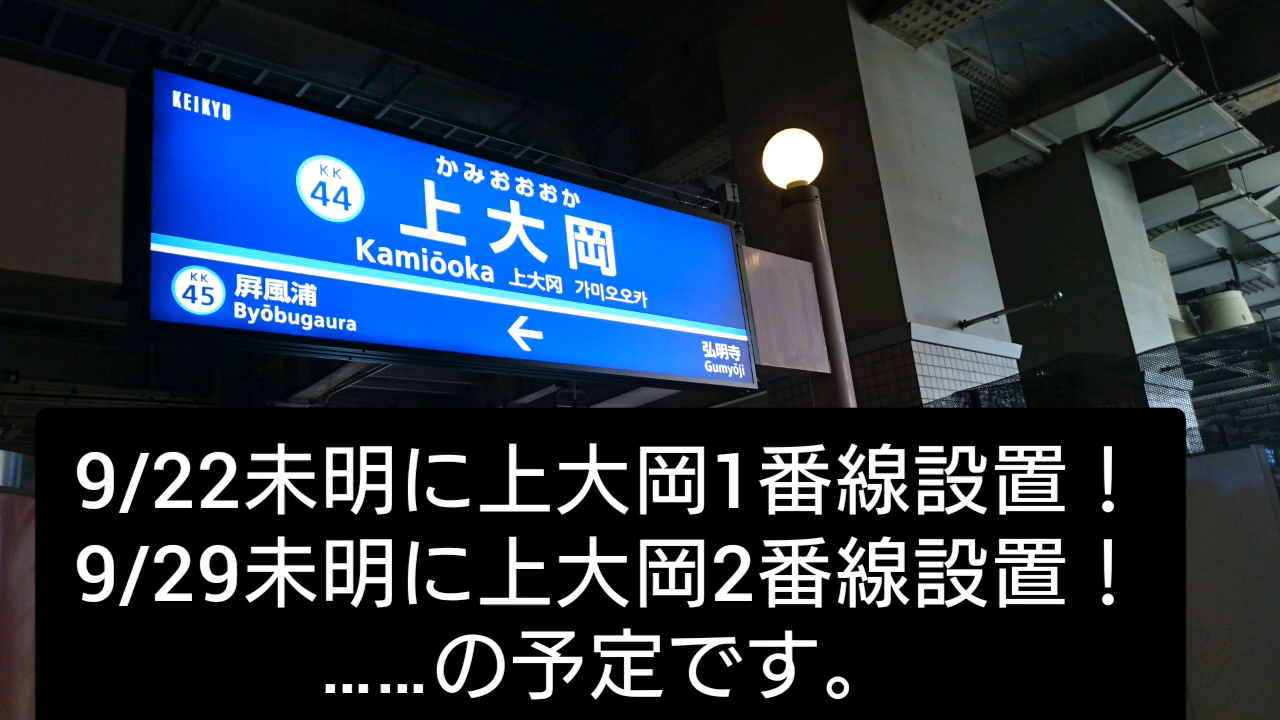 KEIKYU
KK
44
かみおおおか
上大岡
Kamiōoka 上大冈 가미오오카
KK
45
屛風浦
Byōbugaura
←
弘明寺
Gumyōji
9/22未明に上大岡1番線設置！
9/29未明に上大岡2番線設置！
……の予定です。